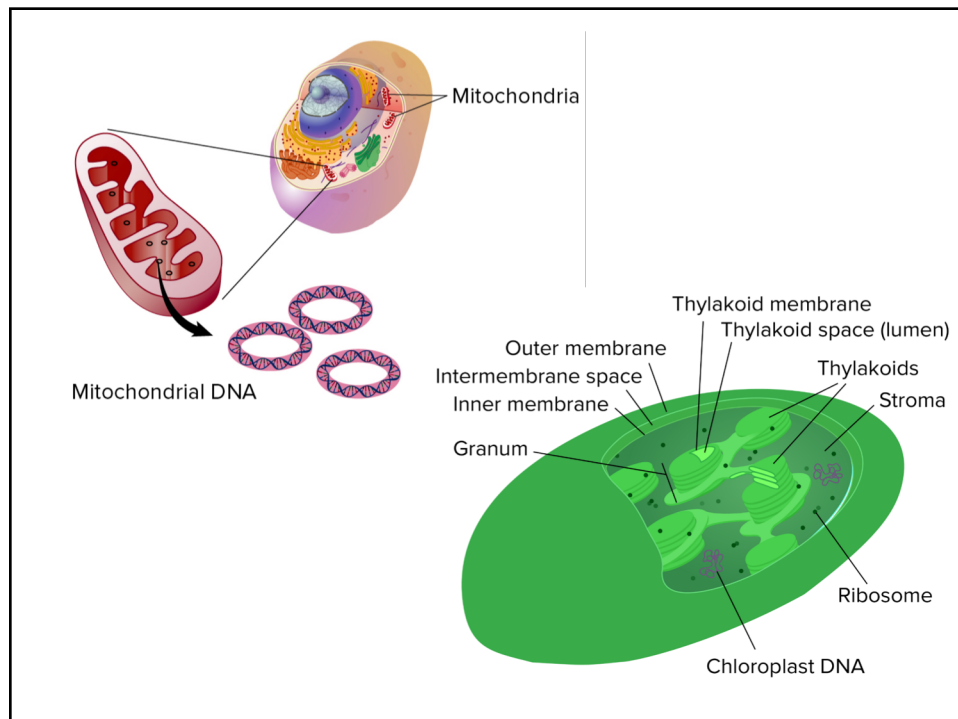 Mitochondria
Mitochondrial DNA
Thylakoid membrane
Thylakoid space (lumen)
Outer membrane
Thylakoids
Intermembrane space
Stroma
Inner membrane
Granum
Ribosome
Chloroplast DNA